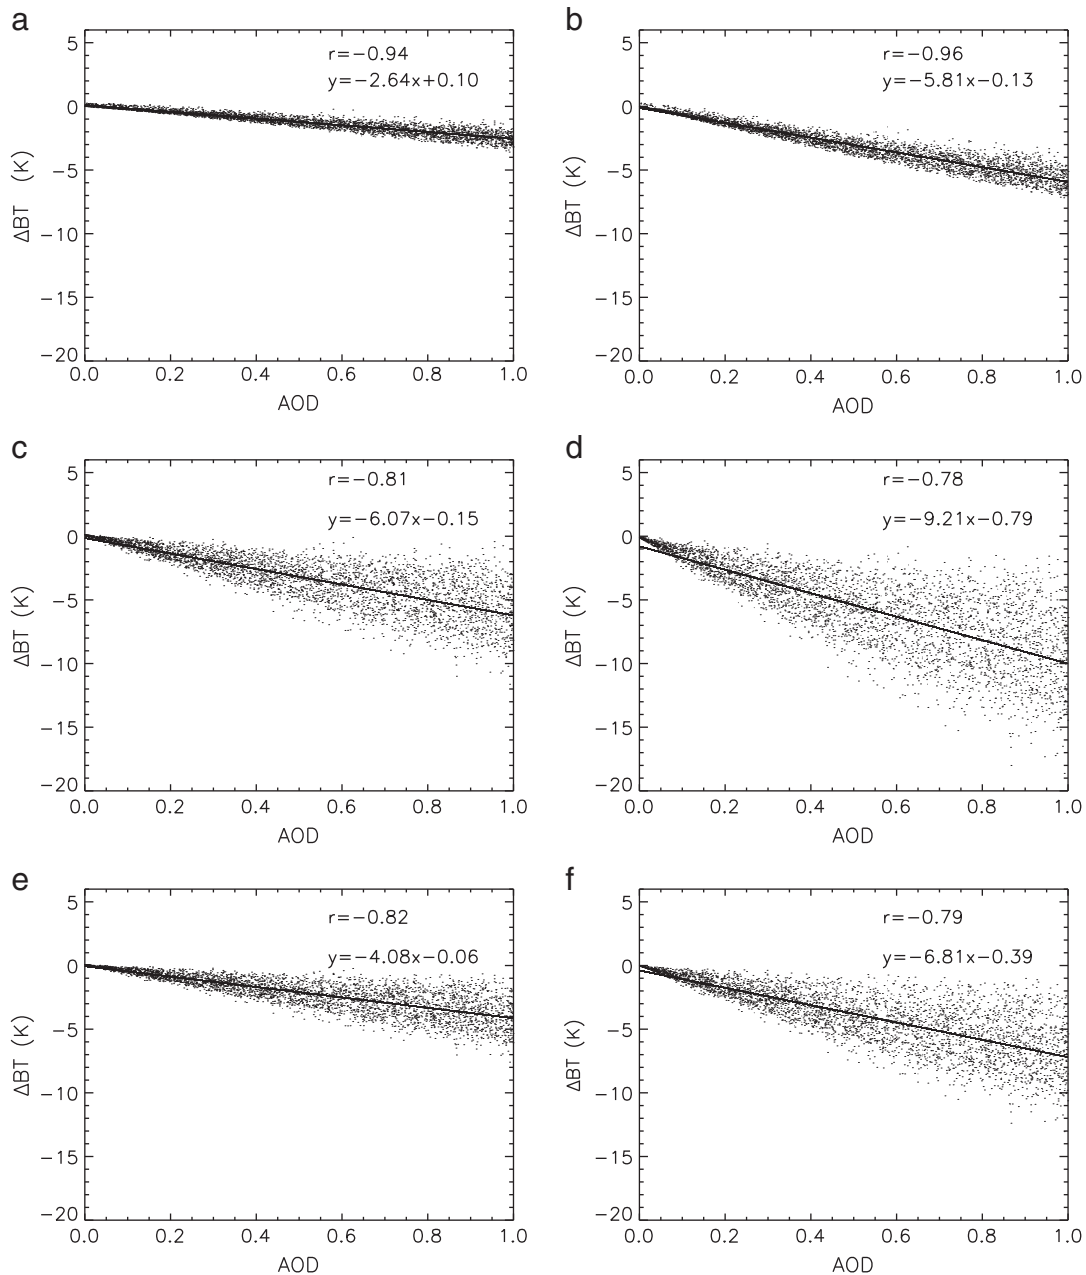 a
r=−0.94
y=−2.64x+0.10
5
0
−5
−10
−15
−20
ΔBT (K)
0.0 0.2 0.4 0.6 0.8 1.0
AOD
b
r=−0.96
y=−5.81x−0.13
5
0
−5
−10
−15
−20
ΔBT (K)
0.0 0.2 0.4 0.6 0.8 1.0
AOD
c
r=−0.81
y=−6.07x−0.15
5
0
−5
−10
−15
−20
ΔBT (K)
0.0 0.2 0.4 0.6 0.8 1.0
AOD
d
r=−0.78
y=−9.21x−0.79
5
0
−5
−10
−15
−20
ΔBT (K)
0.0 0.2 0.4 0.6 0.8 1.0
AOD
e
r=−0.82
y=−4.08x−0.06
5
0
−5
−10
−15
−20
ΔBT (K)
0.0 0.2 0.4 0.6 0.8 1.0
AOD
f
r=−0.79
y=−6.81x−0.39
5
0
−5
−10
−15
−20
ΔBT (K)
0.0 0.2 0.4 0.6 0.8 1.0
AOD